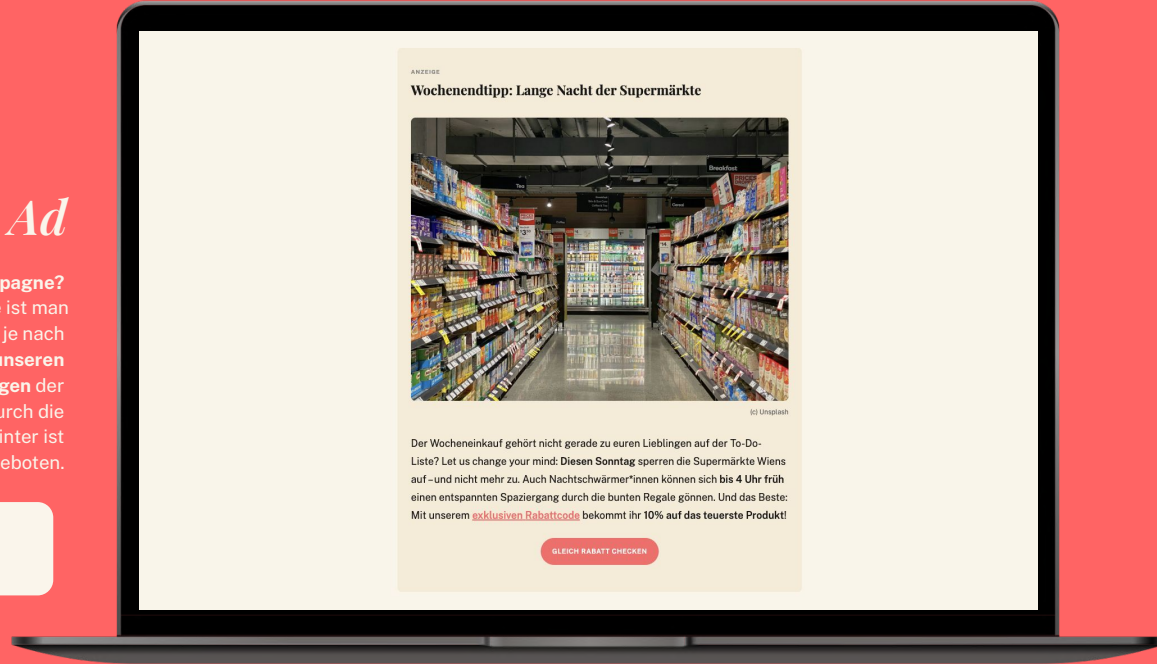 Ad
pagne?
ist man
je nach
unseren
gen der
urch die
inter ist
eboten.
ANZEIGE
Wochenendtipp: Lange Nacht der Supermärkte
Tea
Breakfast
Cereal
4
(c) Unsplash
Der Wocheneinkauf gehört nicht gerade zu euren Lieblingen auf der To-Do-
Liste? Let us change your mind: Diesen Sonntag sperren die Supermärkte Wiens
auf – und nicht mehr zu. Auch Nachtschwärmer*innen können sich bis 4 Uhr früh
einen entspannten Spaziergang durch die bunten Regale gönnen. Und das Beste:
Mit unserem exklusiven Rabattcode bekommt ihr 10% auf das teuerste Produkt!
GLEICH RABATT CHECKEN